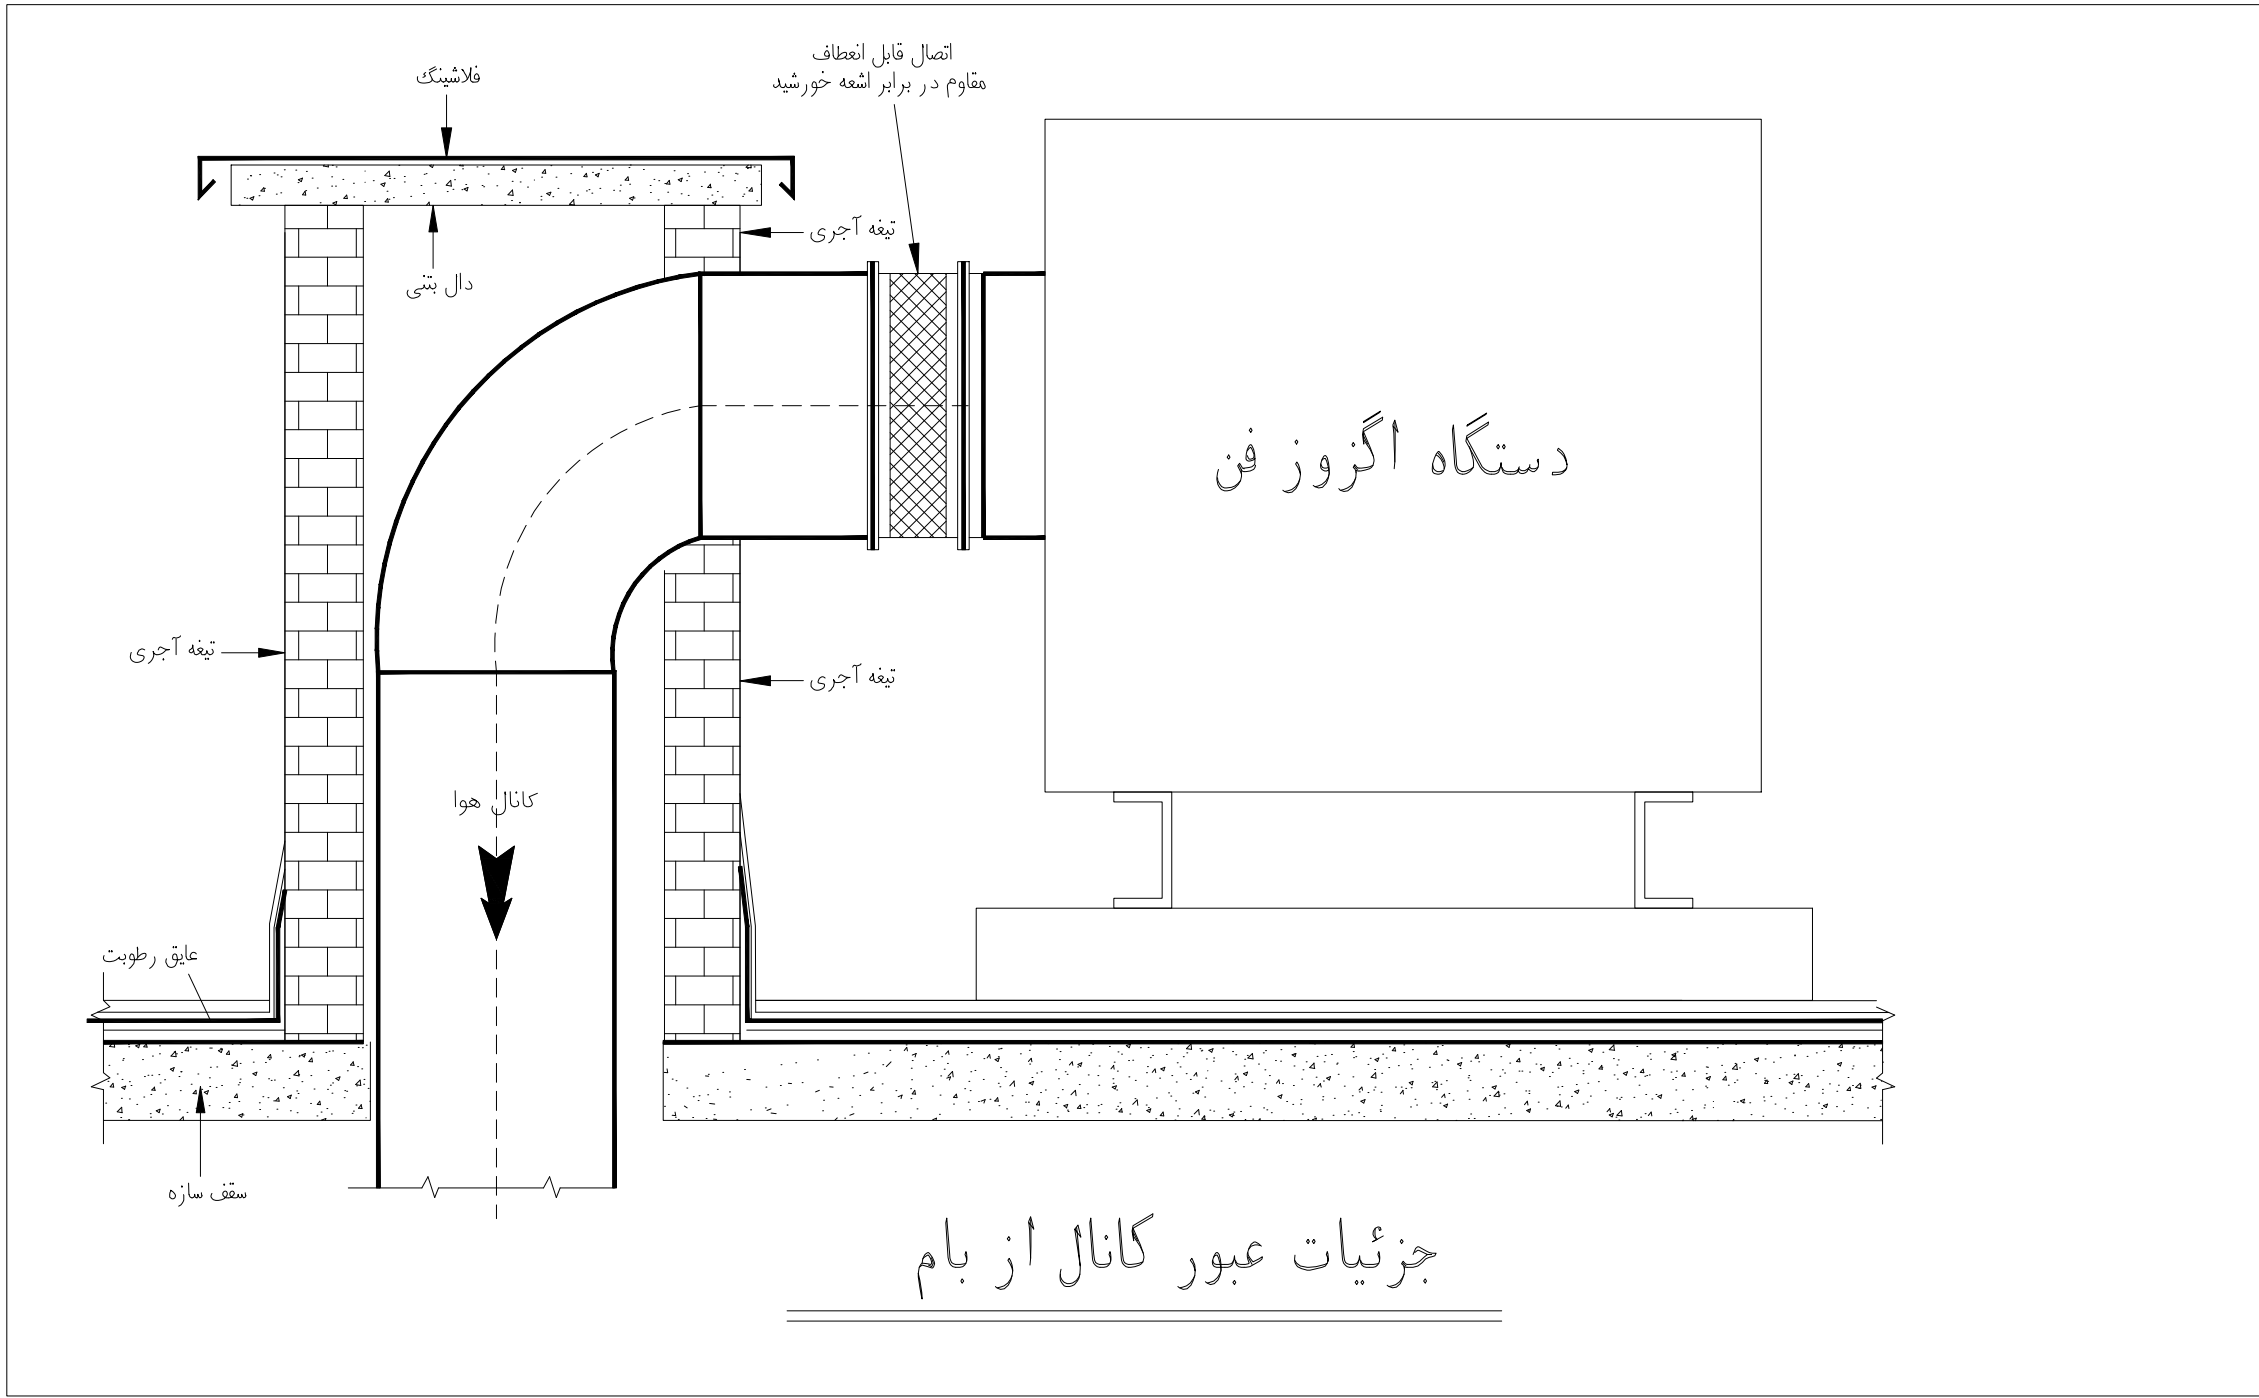 اتصال قابل انعطاف
مقاوم در برابر اشعه خورشید
فلاشینگ
تیغه آجری
دال بتنی
دستگاه اگزوز فن
تیغه آجری
تیغه آجری
کانال هوا
عایق رطوبت
سقف سازه
جزئیات عبور کانال از بام